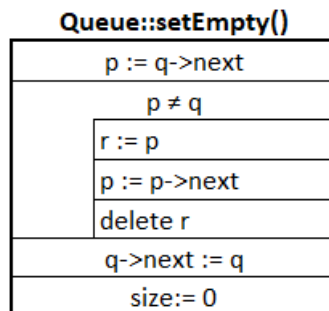 Queue::setEmpty()
p := q->next
p ≠ q
r := p
p := p->next
delete r
q->next := q
size:= 0